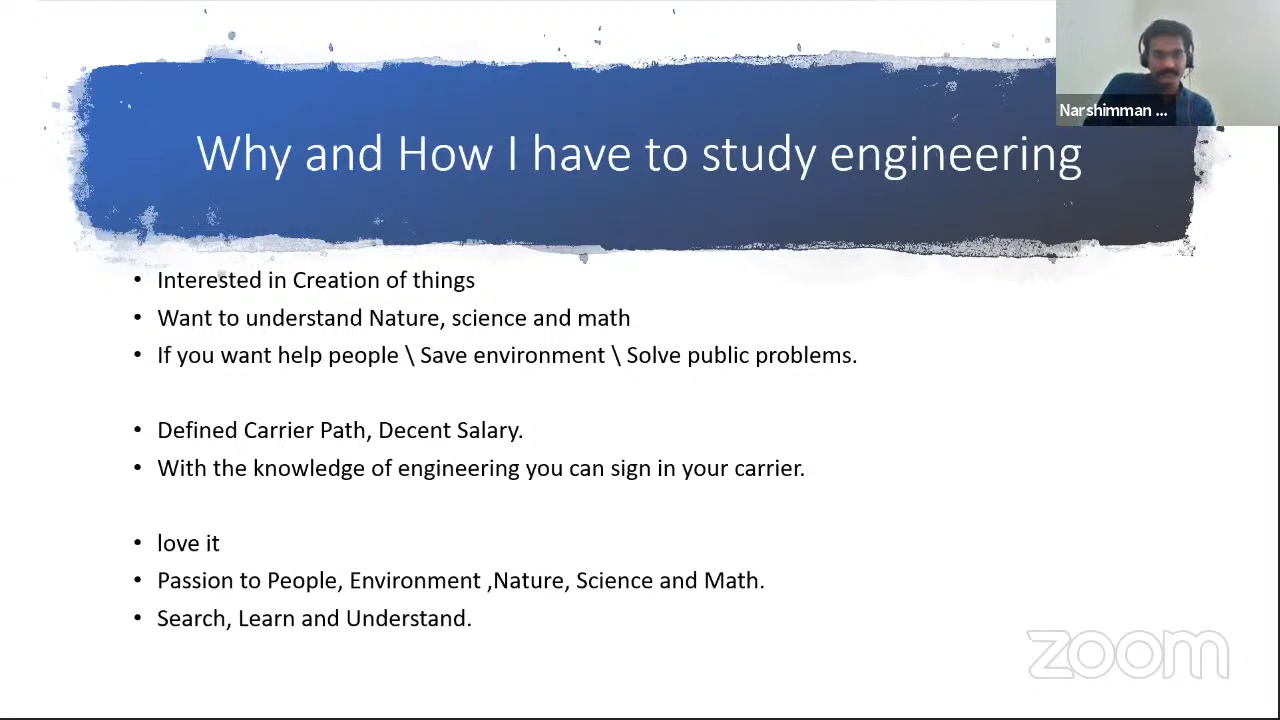 Narshimman ...
Why and How I have to study engineering
• Interested in Creation of things
• Want to understand Nature, science and math
• If you want help people \ Save environment \ Solve public problems.
• Defined Carrier Path, Decent Salary.
• With the knowledge of engineering you can sign in your carrier.
• love it
• Passion to People, Environment ,Nature, Science and Math.
• Search, Learn and Understand.
zoom